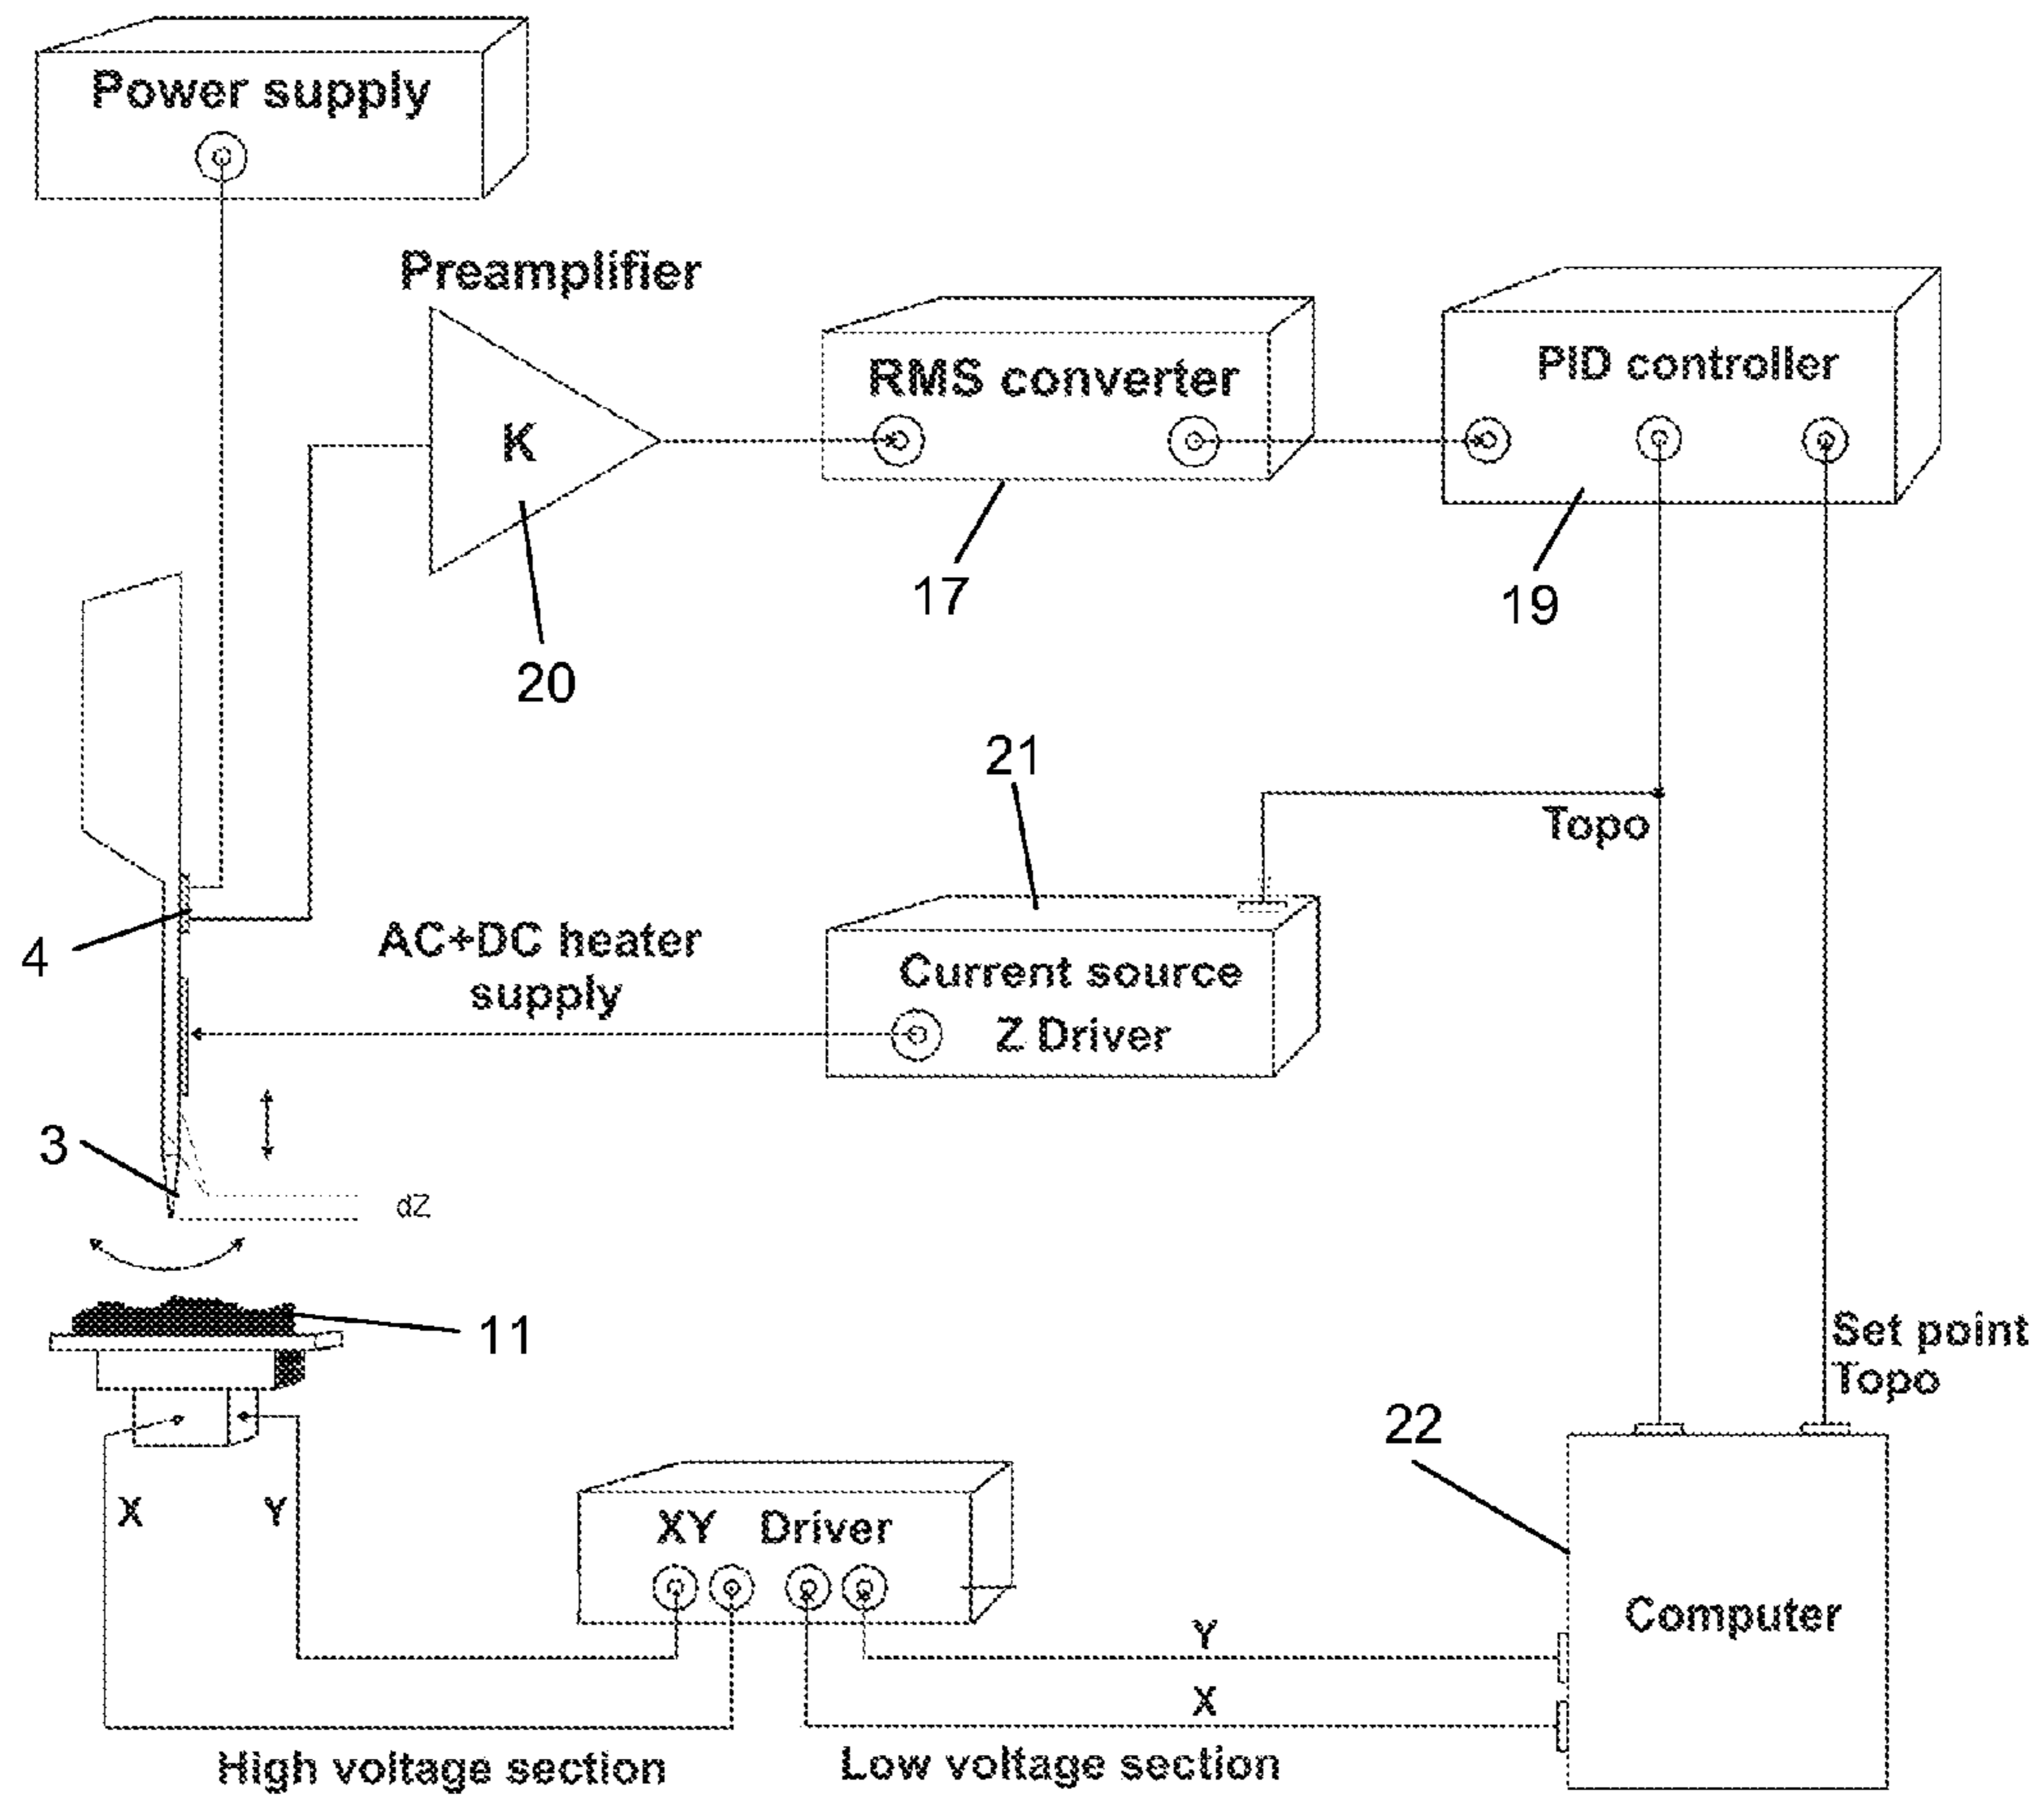 Power supply
Preamplifier
K
20
RMS converter
17
PID controller
19
21
Topo
4
AC+DC heater
supply
Current source
Z Driver
3
dZ
11
Set point
Topo
22
X
Y
XY Driver
Computer
Y
X
High voltage section
Low voltage section